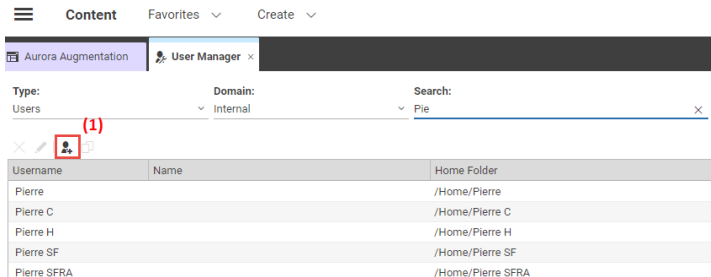 Content Favorites Create
Aurora Augmentation User Manager ×
Type: Domain: Search:
Users Internal Pie
(1)
Username Name Home Folder
Pierre /Home/Pierre
Pierre C /Home/Pierre C
Pierre H /Home/Pierre H
Pierre SF /Home/Pierre SF
Pierre SFRA /Home/Pierre SFRA